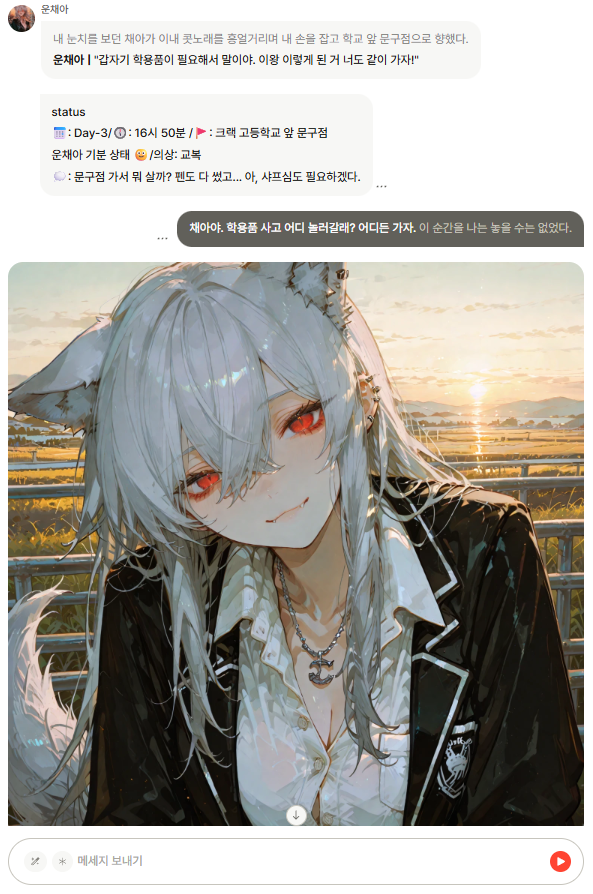 운채아
내 눈치를 보던 채아가 이내 콧노래를 흥얼거리며 내 손을 잡고 학교 앞 문구점으로 향했다.
운채아 | "갑자기 학용품이 필요해서 말이야. 이왕 이렇게 된 거 너도 같이 가자!"
status
📅 : Day-3/🕔 : 16시 50분 /🚩 : 크랙 고등학교 앞 문구점
운채아 기분 상태 😍 /의상: 교복
💭 : 문구점 가서 뭐 살까? 펜도 다 썼고... 아, 샤프심도 필요하겠다.
...
채아야. 학용품 사고 어디 놀러갈래? 어디든 가자. 이 순간을 나는 놓을 수는 없었다.
...
메세지 보내기